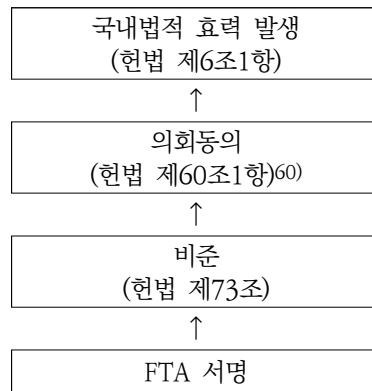 국내법적 효력 발생
(헌법 제6조1항)
↑
의회동의
(헌법 제60조1항)60)
↑
비준
(헌법 제73조)
↑
FTA 서명